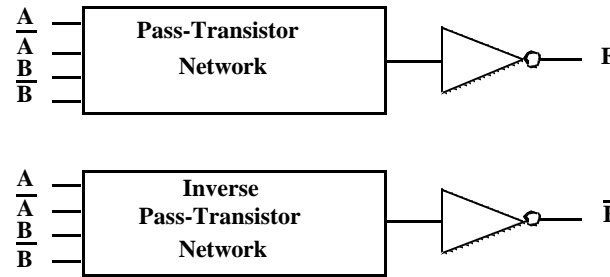 A
A̅
B
B̅
Pass-Transistor
Network
A
A̅
B
B̅
Inverse
Pass-Transistor
Network